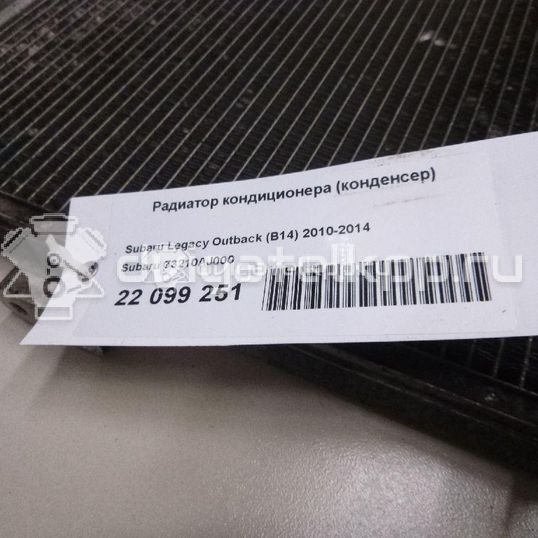 Радиатор кондиционера (конденсер)
Subaru Legacy Outback (B14) 2010-2014
Subaru 73210AJ000
22 099 251